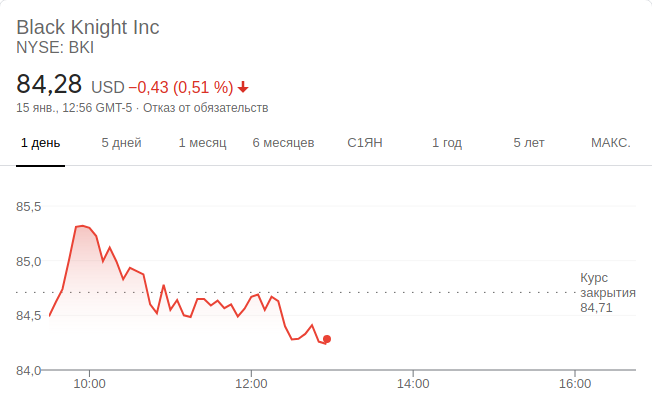 Black Knight Inc
NYSE: BKI
84,28 USD −0,43 (0,51 %)
15 янв., 12:56 GMT-5 · Отказ от обязательств
1 день 5 дней 1 месяц 6 месяцев С1ЯН 1 год 5 лет МАКС.
85,5
85,0
Курс
закрытия
84,71
84,5
84,0
10:00 12:00 14:00 16:00